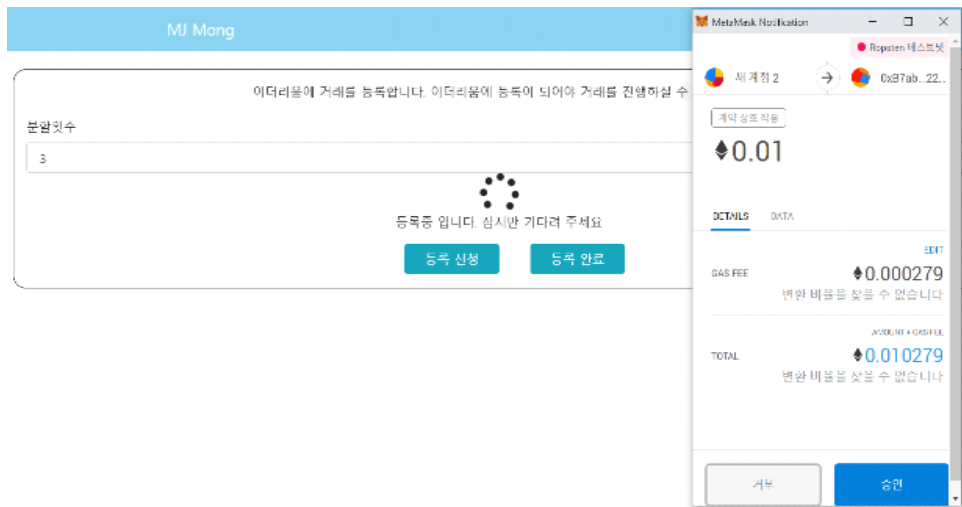 MJ Mong
이더리움에 거래를 등록합니다. 이더리움에 등록이 되어야 거래를 진행하실 수
분할횟수
3
등록중 입니다. 잠시만 기다려 주세요
등록 신청
등록 완료
MetaMask Notification
Ropsten 테스트넷
새 계정 2
0xB7ab...22...
계약 상호 작용
0.01
DETAILS
DATA
EDIT
GAS FEE
0.000279
변환 비율을 찾을 수 없습니다
AMOUNT + GAS FEE
TOTAL
0.010279
변환 비율을 찾을 수 없습니다
거부
승인